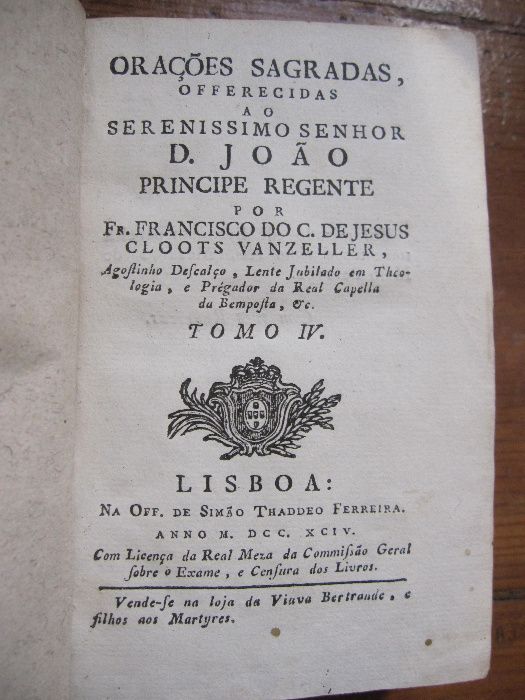 ORAÇÕES SAGRADAS,
OFFERECIDAS
AO
SERENISSIMO SENHOR
D. JOÃO
PRINCIPE REGENTE
POR
FR. FRANCISCO DO C. DE JESUS
CLOOTS VANZELLER,
Agoſtinho Deſcalço, Lente Jubilado em Theo-
logia, e Prégador da Real Capella
da Bempoſta, &c.
TOMO IV.
LISBOA:
NA OFF. DE SIMÃO THADDEO FERREIRA.
ANNO M. DCC. XCIV.
Com Licença da Real Meza da Commiſsão Geral
ſobre o Exame, e Cenſura dos Livros.
Vende-ſe na loja da Viuva Bertrande, e
filhos aos Martyres.